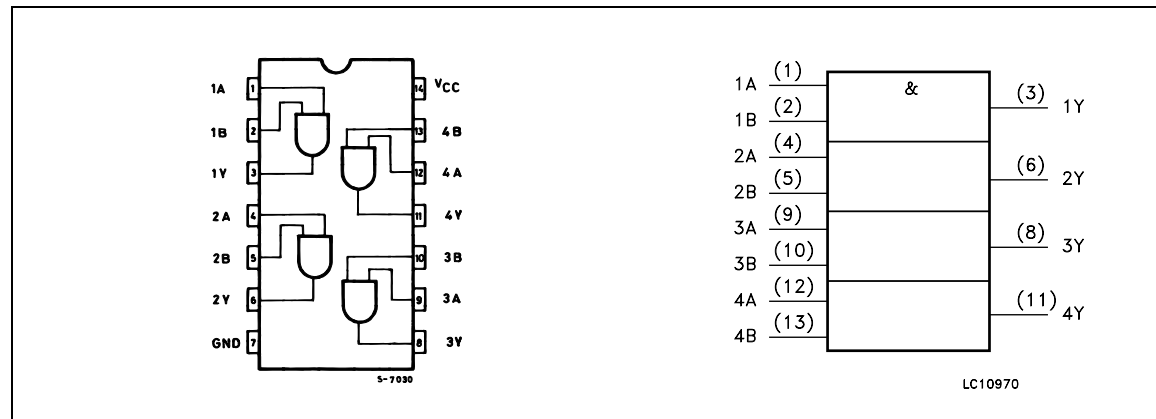 1A 1 14 VCC
1B 2 13 4B
1Y 3 12 4A
2A 4 11 4Y
2B 5 10 3B
2Y 6 9 3A
GND 7 8 3Y
S-7030
&
1A (1)
1B (2)
2A (4)
2B (5)
3A (9)
3B (10)
4A (12)
4B (13)
(3) 1Y
(6) 2Y
(8) 3Y
(11) 4Y
LC10970